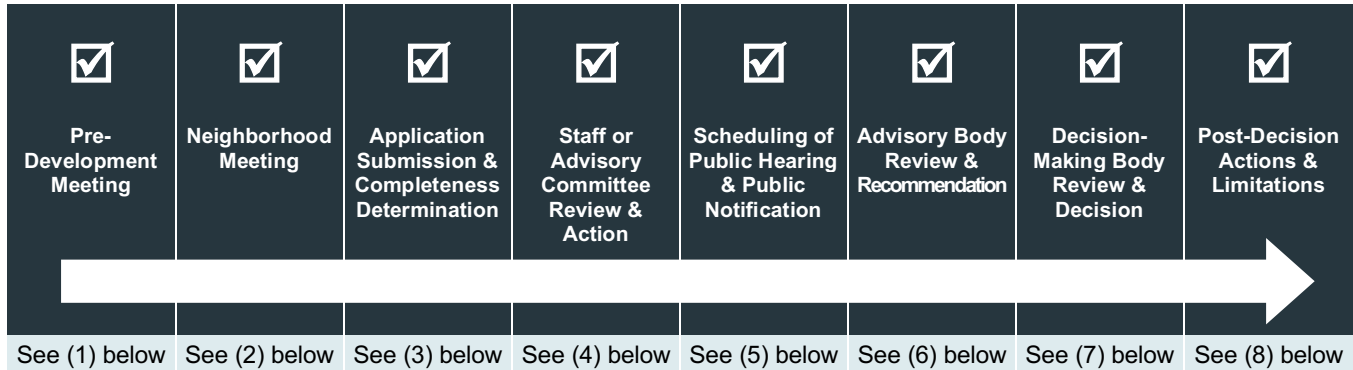 Pre-
Development
Meeting
Neighborhood
Meeting
Application
Submission &
Completeness
Determination
Staff or
Advisory
Committee
Review &
Action
Scheduling of
Public Hearing
& Public
Notification
Advisory Body
Review &
Recommendation
Decision-
Making Body
Review &
Decision
Post-Decision
Actions &
Limitations
See (1) below
See (2) below
See (3) below
See (4) below
See (5) below
See (6) below
See (7) below
See (8) below